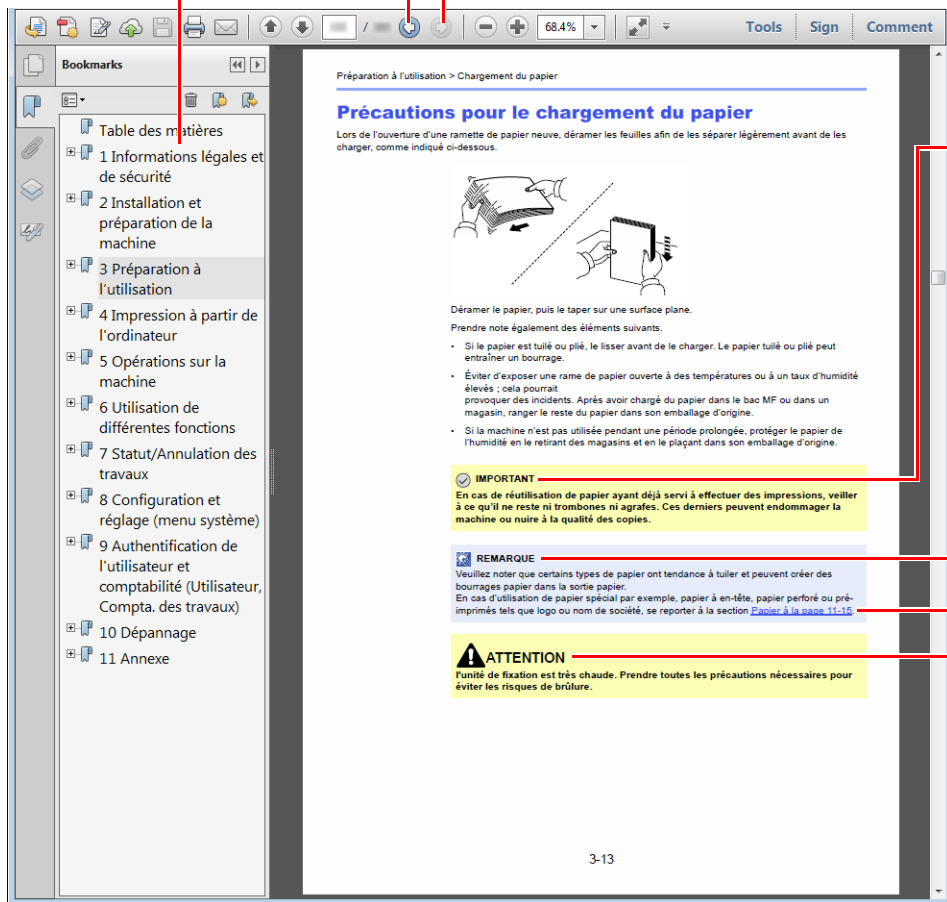 /
68.4%
Tools
Sign
Comment
Bookmarks
Table des matières
1 Informations légales et
de sécurité
2 Installation et
préparation de la
machine
3 Préparation à
l'utilisation
4 Impression à partir de
l'ordinateur
5 Opérations sur la
machine
6 Utilisation de
différentes fonctions
7 Statut/Annulation des
travaux
8 Configuration et
réglage (menu système)
9 Authentification de
l'utilisateur et
comptabilité (Utilisateur,
Compta. des travaux)
10 Dépannage
11 Annexe
Préparation à l'utilisation > Chargement du papier
Précautions pour le chargement du papier
Lors de l'ouverture d'une ramette de papier neuve, déramer les feuilles afin de les séparer légèrement avant de les
charger, comme indiqué ci-dessous.
Déramer le papier, puis le taper sur une surface plane.
Prendre note également des éléments suivants.
• Si le papier est tuilé ou plié, le lisser avant de le charger. Le papier tuilé ou plié peut
entraîner un bourrage.
• Éviter d'exposer une rame de papier ouverte à des températures ou à un taux d'humidité
élevés ; cela pourrait
provoquer des incidents. Après avoir chargé du papier dans le bac MF ou dans un
magasin, ranger le reste du papier dans son emballage d'origine.
• Si la machine n'est pas utilisée pendant une période prolongée, protéger le papier de
l'humidité en le retirant des magasins et en le plaçant dans son emballage d'origine.
IMPORTANT
En cas de réutilisation de papier ayant déjà servi à effectuer des impressions, veiller
à ce qu'il ne reste ni trombones ni agrafes. Ces derniers peuvent endommager la
machine ou nuire à la qualité des copies.
REMARQUE
Veuillez noter que certains types de papier ont tendance à tuiler et peuvent créer des
bourrages papier dans la sortie papier.
En cas d'utilisation de papier spécial par exemple, papier à en-tête, papier perforé ou pré-
imprimés tels que logo ou nom de société, se reporter à la section Papier à la page 11-15.
ATTENTION
l'unité de fixation est très chaude. Prendre toutes les précautions nécessaires pour
éviter les risques de brûlure.
3-13